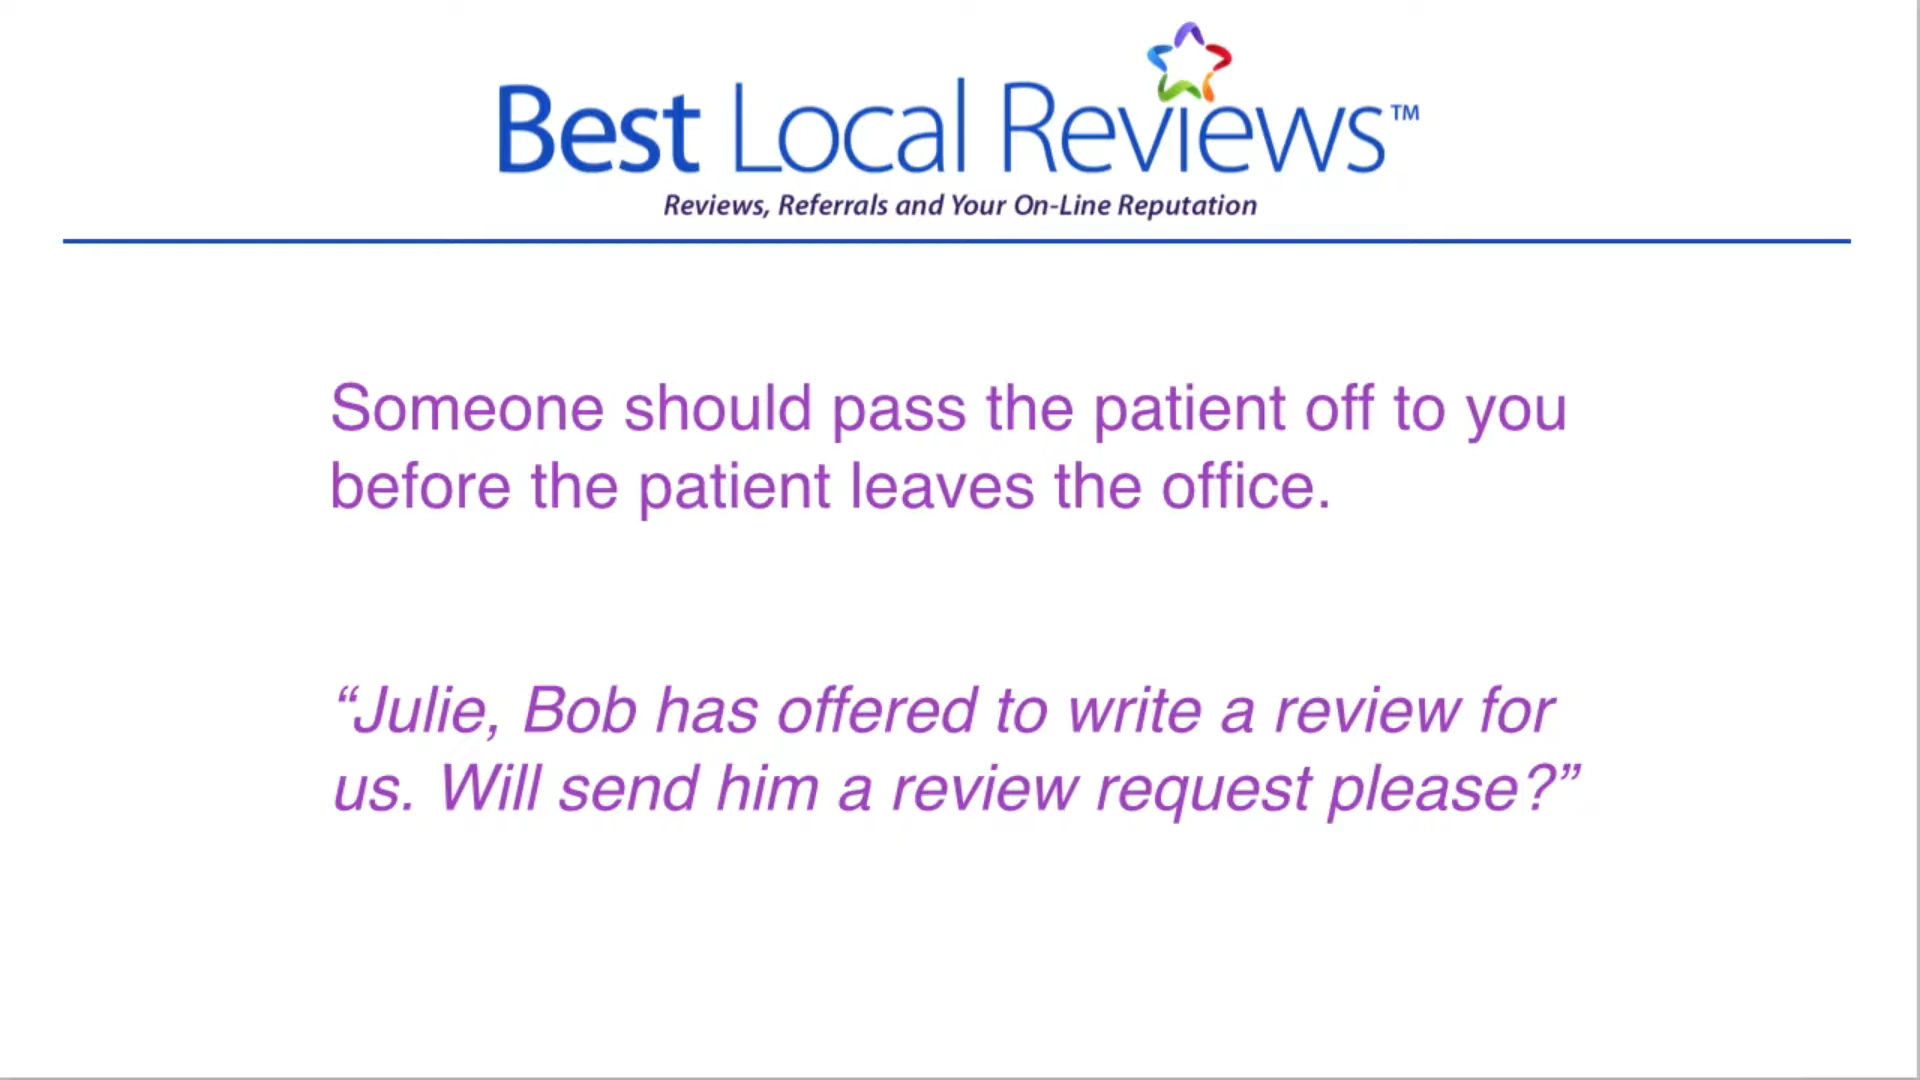 Best Local Reviews™
Reviews, Referrals and Your On-Line Reputation
Someone should pass the patient off to you
before the patient leaves the office.
“Julie, Bob has offered to write a review for
us. Will send him a review request please?”